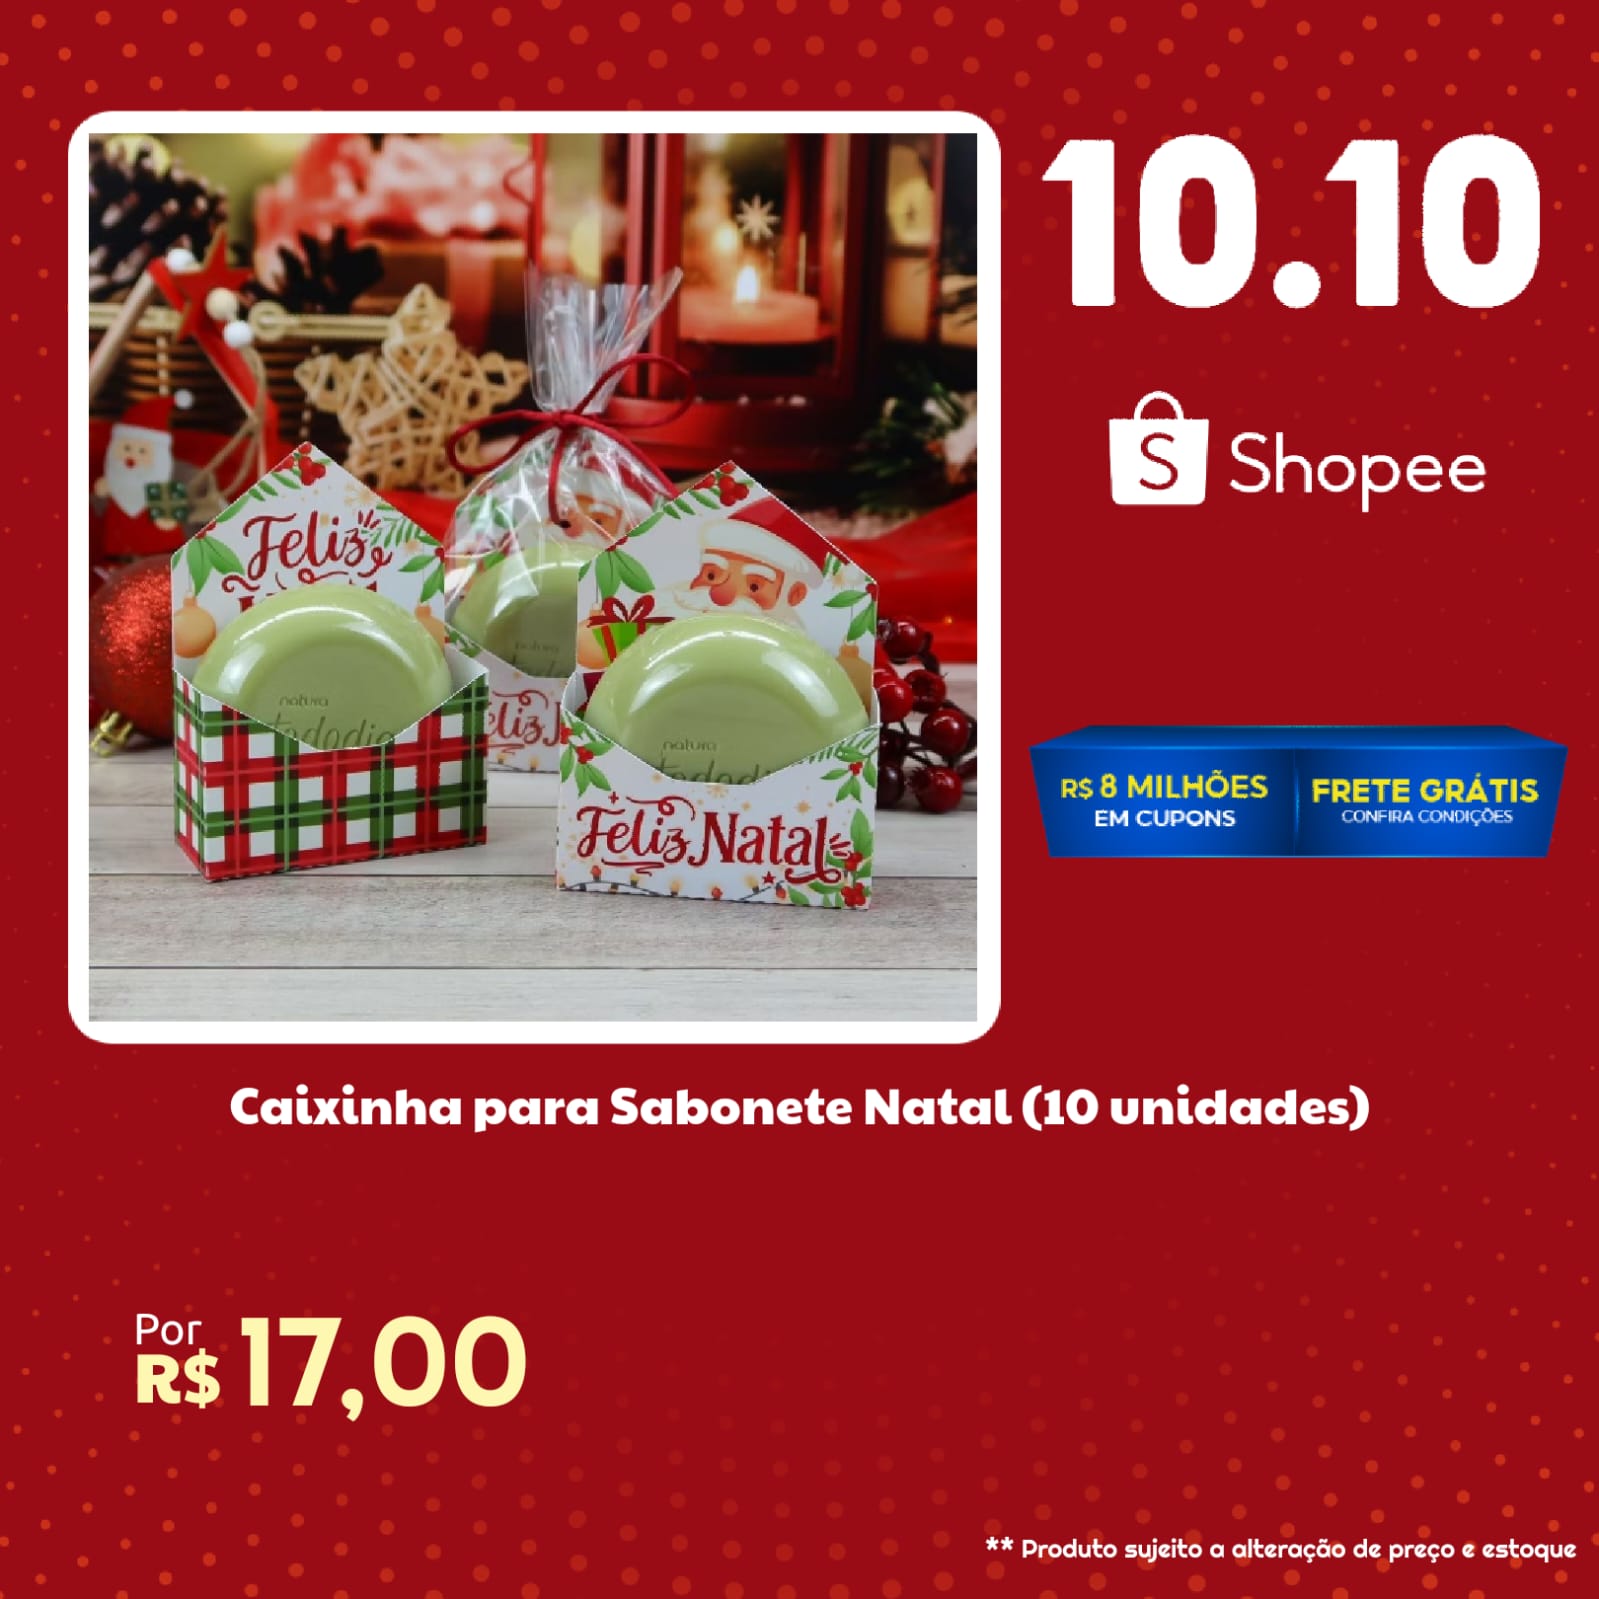 10.10
S Shopee
Feliz
natura
natura
natura
Feliz Natal
R$ 8 MILHÕES
EM CUPONS
FRETE GRÁTIS
CONFIRA CONDIÇÕES
Caixinha para Sabonete Natal (10 unidades)
Por
R$ 17,00
** Produto sujeito a alteração de preço e estoque